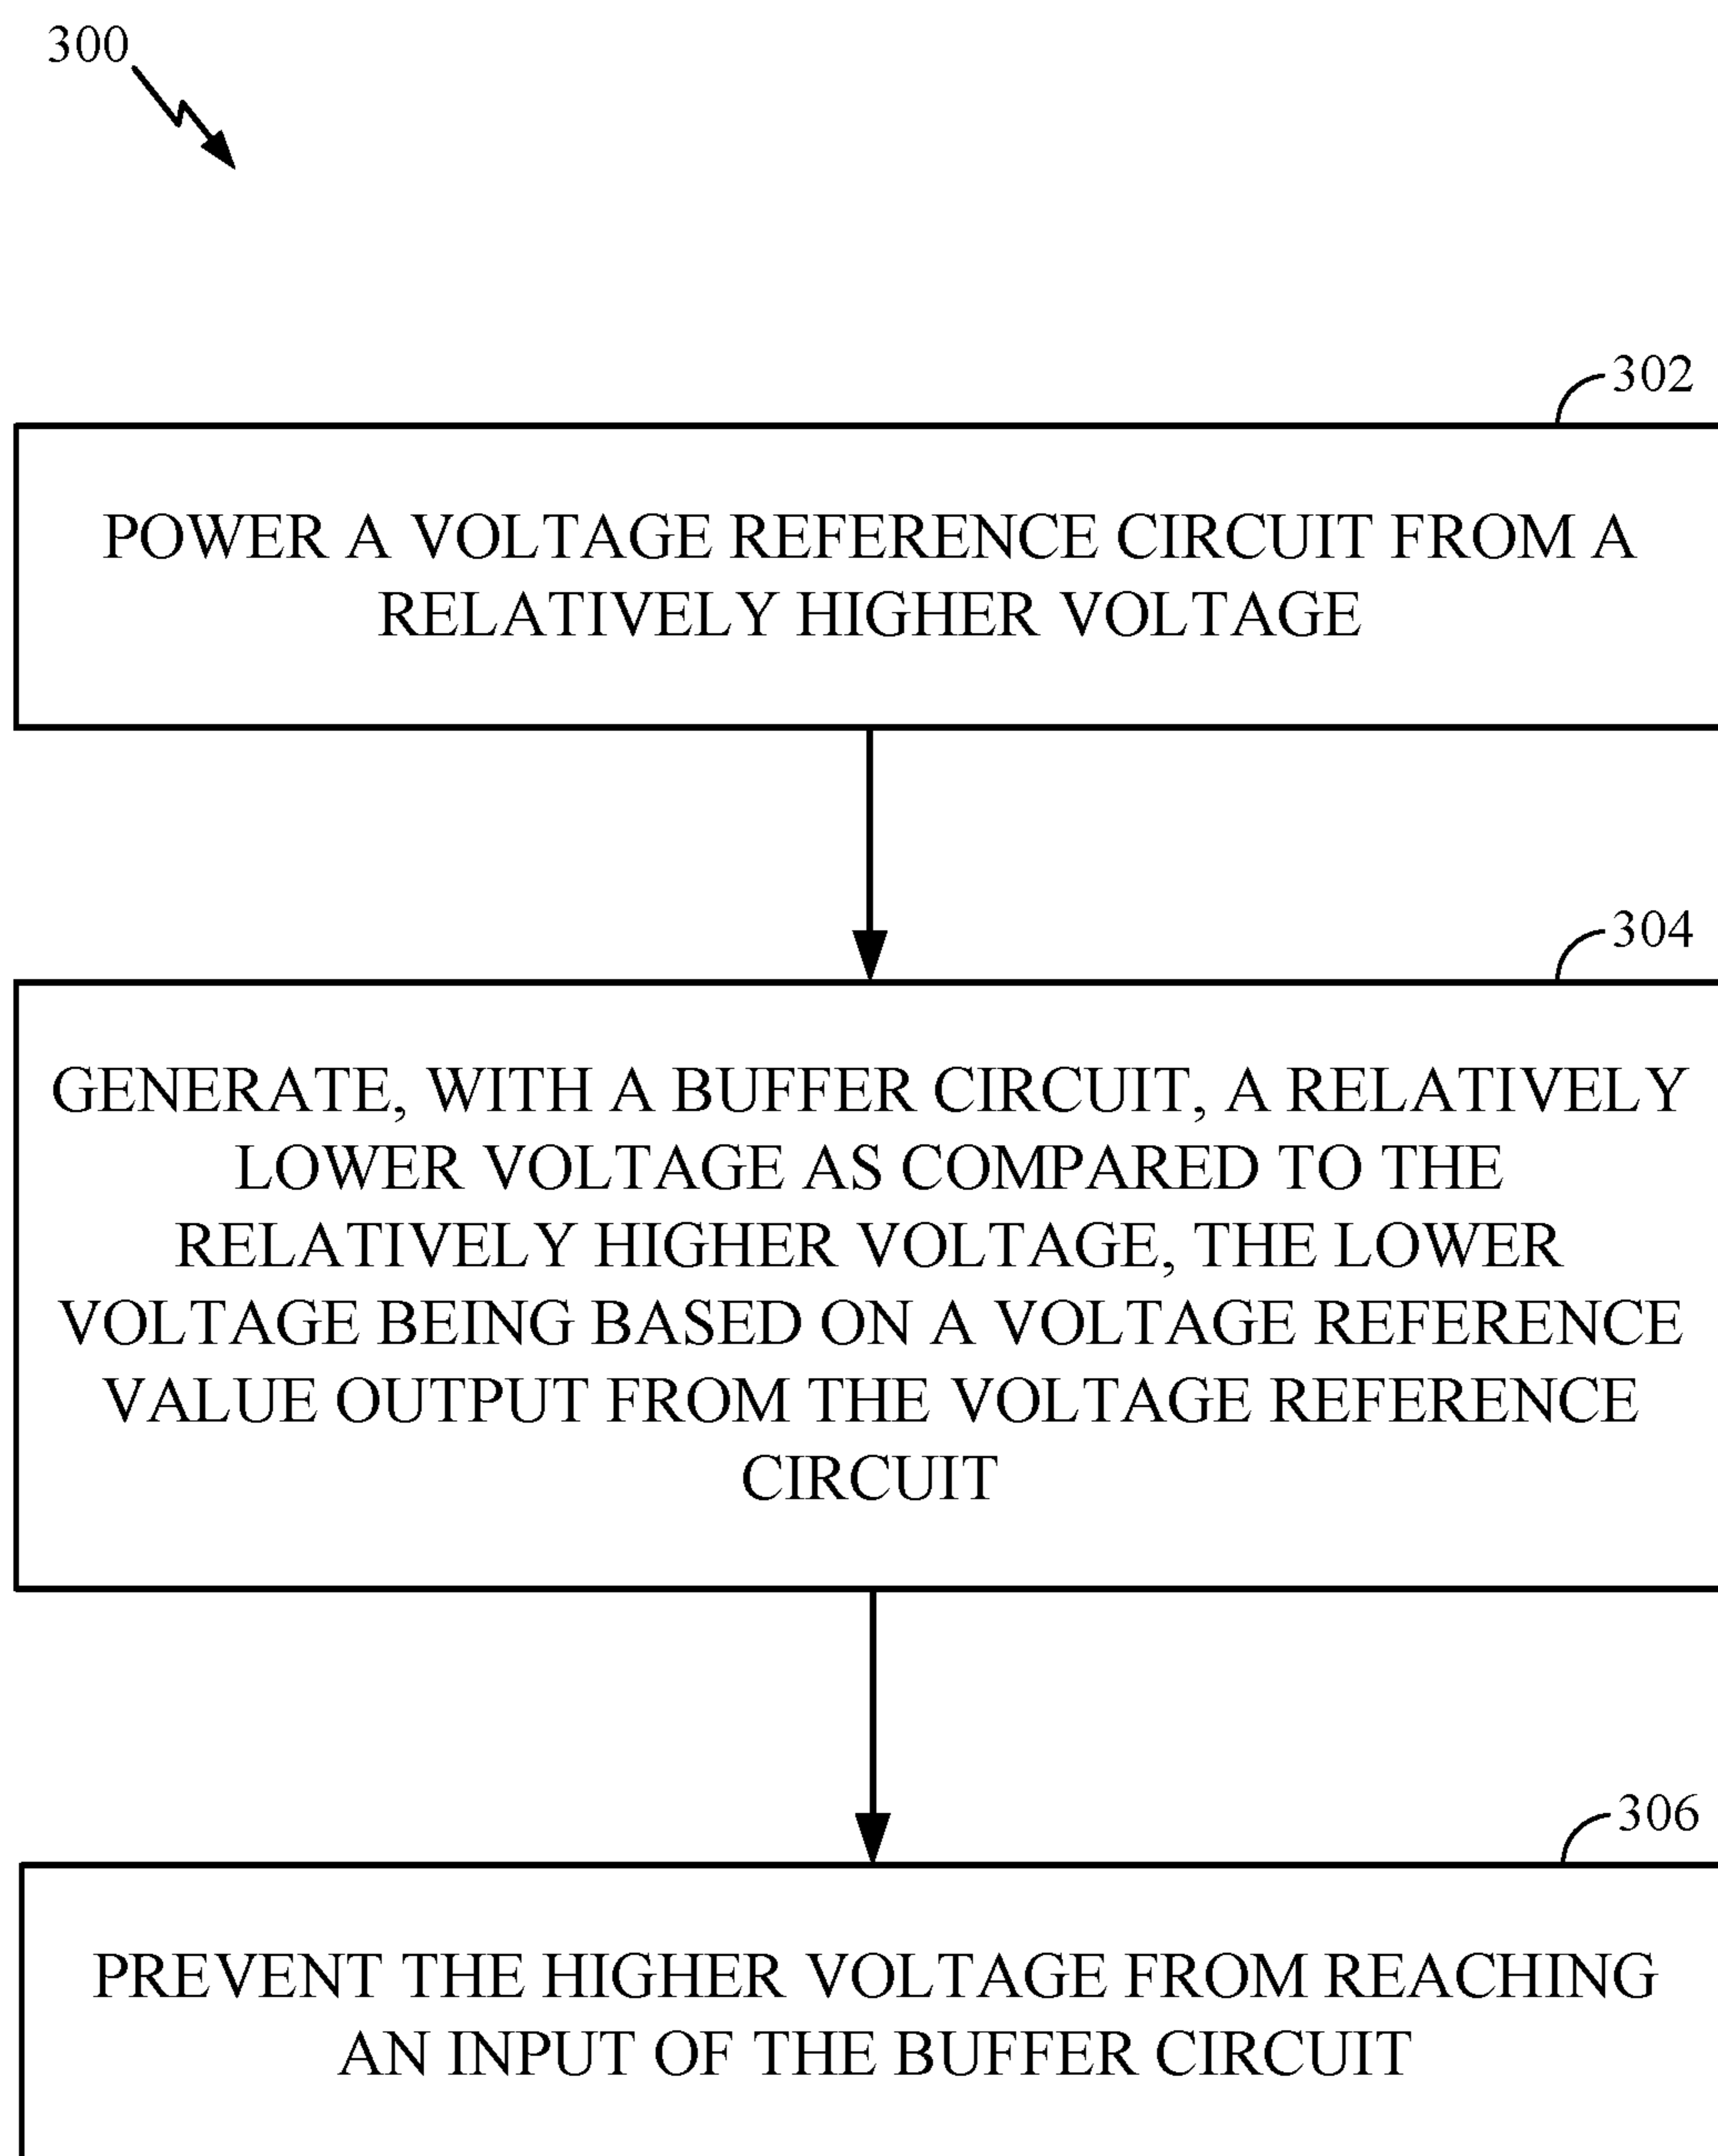 300
302
POWER A VOLTAGE REFERENCE CIRCUIT FROM A
RELATIVELY HIGHER VOLTAGE
304
GENERATE, WITH A BUFFER CIRCUIT, A RELATIVELY
LOWER VOLTAGE AS COMPARED TO THE
RELATIVELY HIGHER VOLTAGE, THE LOWER
VOLTAGE BEING BASED ON A VOLTAGE REFERENCE
VALUE OUTPUT FROM THE VOLTAGE REFERENCE
CIRCUIT
306
PREVENT THE HIGHER VOLTAGE FROM REACHING
AN INPUT OF THE BUFFER CIRCUIT